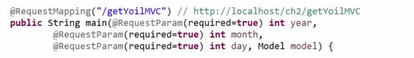 @RequestMapping("/getYoilMVC") // http://localhost/ch2/getYoilMVC
public String main(@RequestParam(required=true) int year,
@RequestParam(required=true) int month,
@RequestParam(required=true) int day, Model model) {